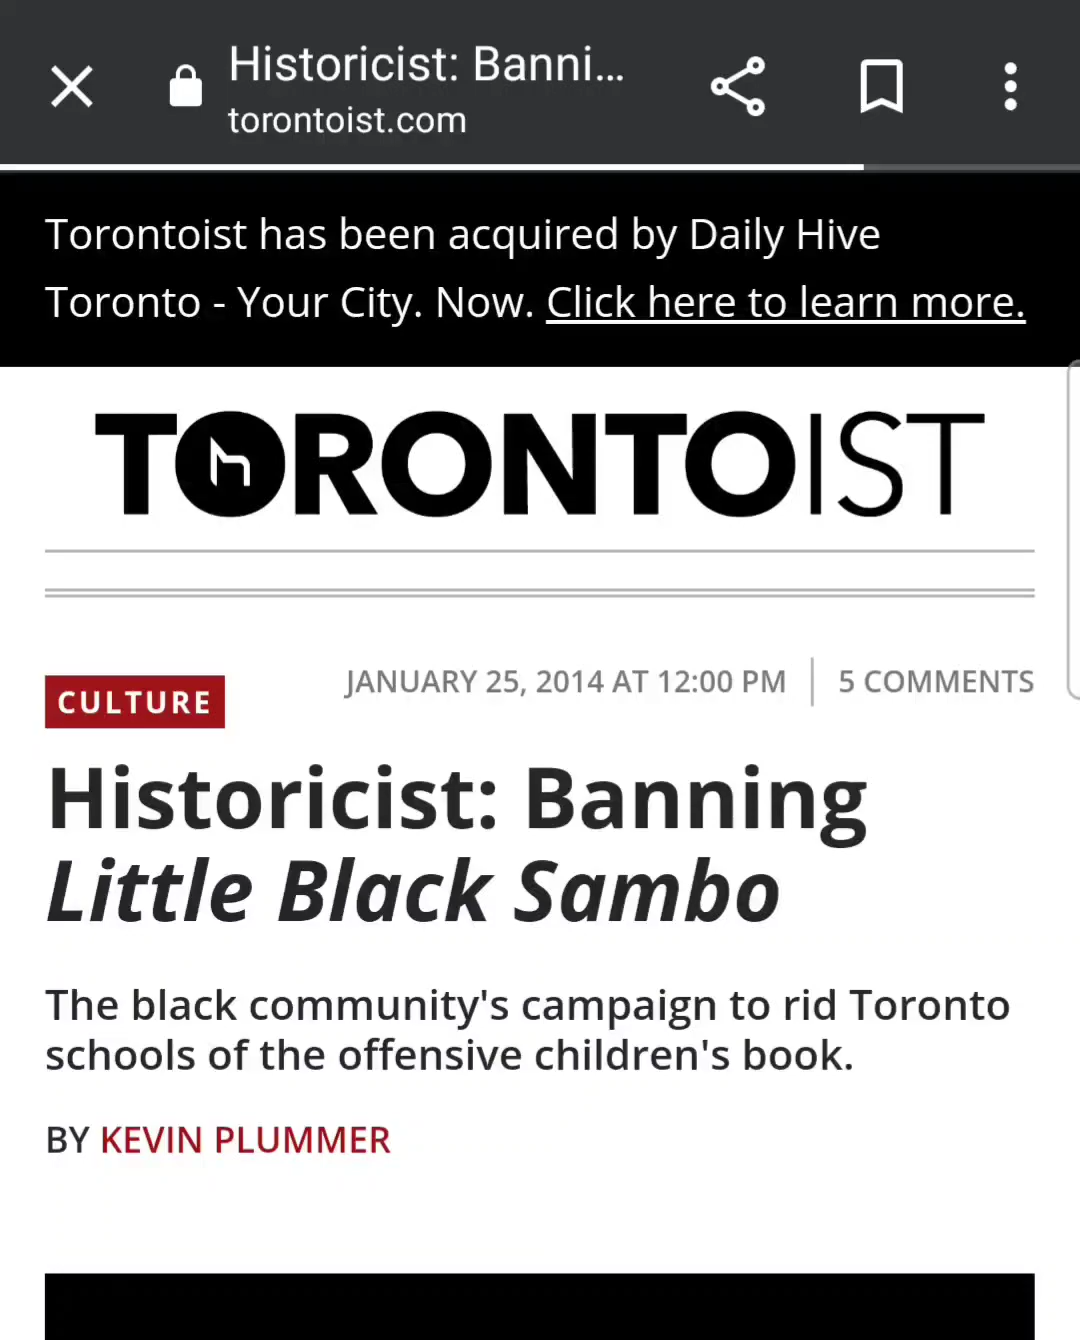 Historicist: Banni...
torontoist.com
Torontoist has been acquired by Daily Hive
Toronto - Your City. Now. Click here to learn more.
TORONTOIST
JANUARY 25, 2014 AT 12:00 PM | 5 COMMENTS
CULTURE
Historicist: Banning
Little Black Sambo
The black community's campaign to rid Toronto
schools of the offensive children's book.
BY KEVIN PLUMMER